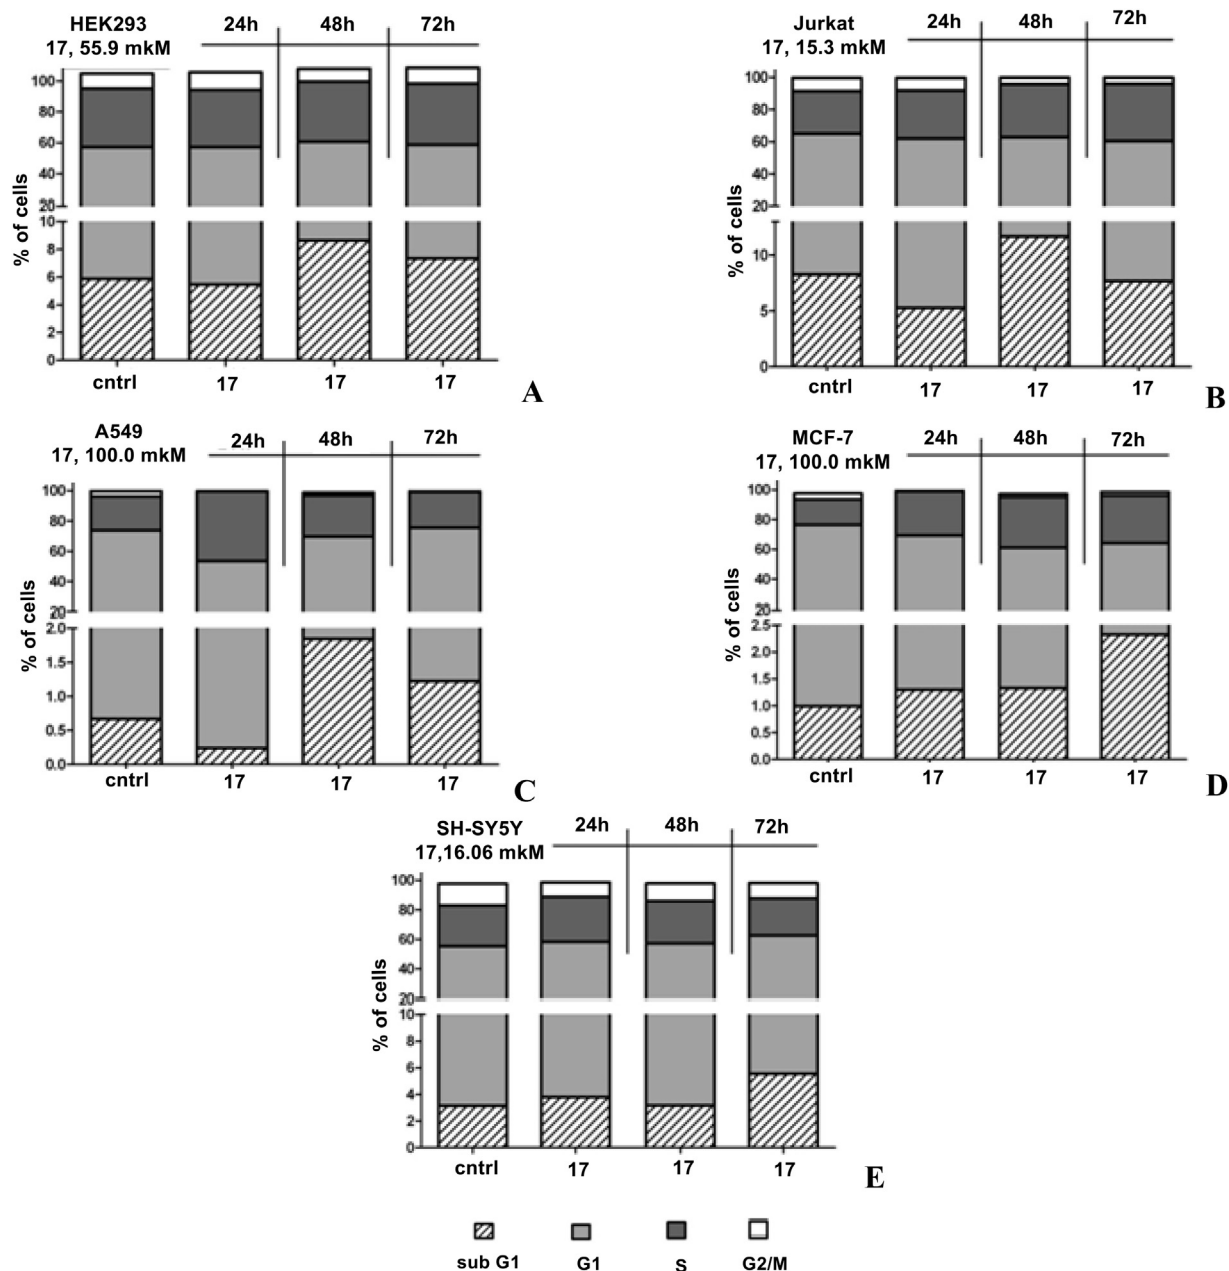 HEK293 24h 48h 72h
17, 55.9 mkM
% of cells
100
80
60
40
20
10
8
6
4
2
0
cntrl 17 17 17
A
Jurkat 24h 48h 72h
17, 15.3 mkM
% of cells
100
80
60
40
20
10
5
0
cntrl 17 17 17
B
A549 24h 48h 72h
17, 100.0 mkM
% of cells
100
80
60
40
20
2.0
1.5
1.0
0.5
0.0
cntrl 17 17 17
C
MCF-7 24h 48h 72h
17, 100.0 mkM
% of cells
100
80
60
40
20
2.5
2.0
1.5
1.0
0.5
0.0
cntrl 17 17 17
D
SH-SY5Y 24h 48h 72h
17,16.06 mkM
% of cells
100
80
60
40
20
10
8
6
4
2
0
cntrl 17 17 17
E
sub G1 G1 S G2/M